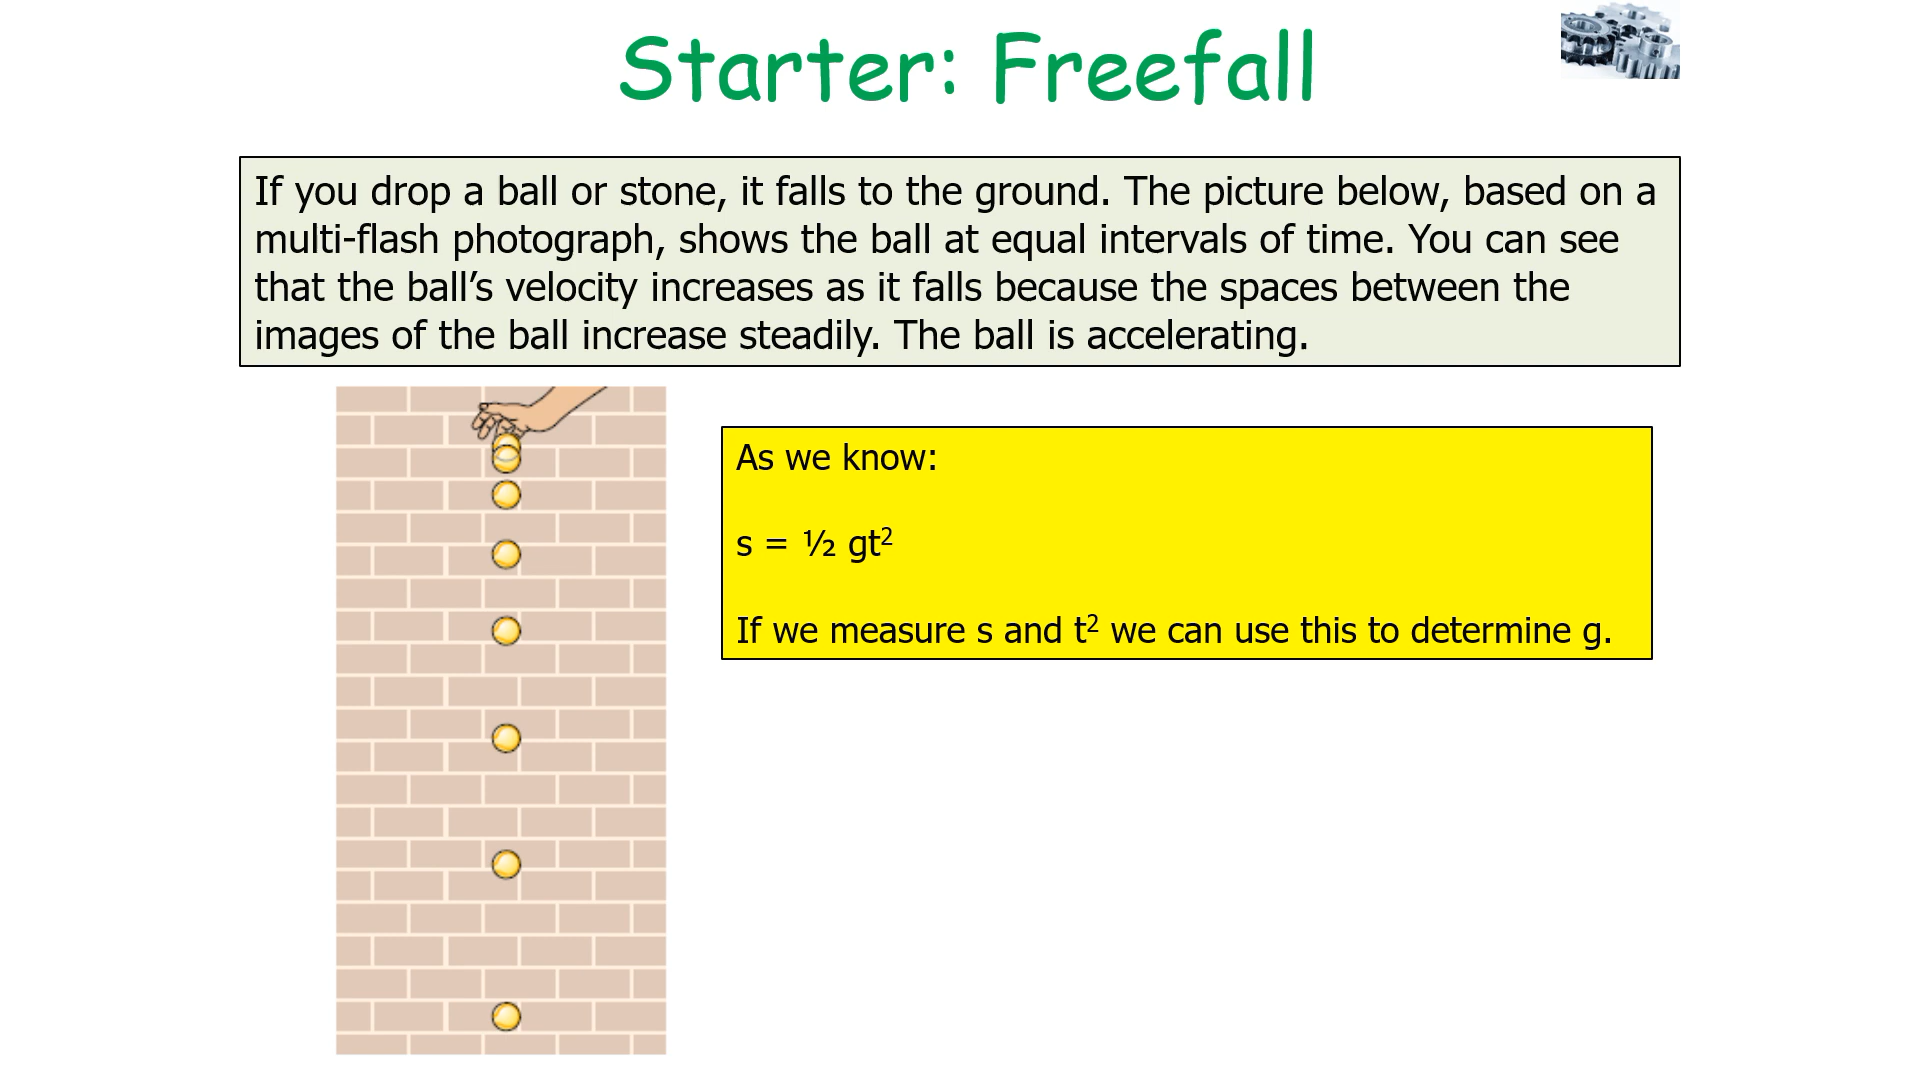 Starter: Freefall
If you drop a ball or stone, it falls to the ground. The picture below, based on a
multi-flash photograph, shows the ball at equal intervals of time. You can see
that the ball’s velocity increases as it falls because the spaces between the
images of the ball increase steadily. The ball is accelerating.
As we know:
s = ½ gt²
If we measure s and t² we can use this to determine g.